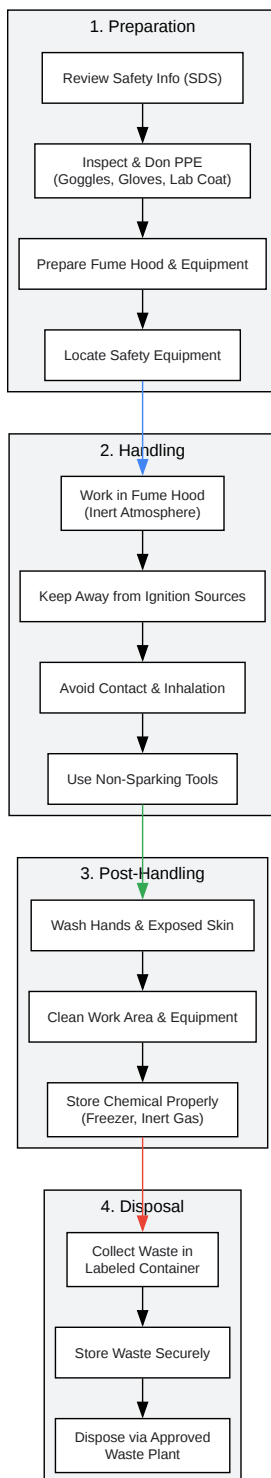 1. Preparation
Review Safety Info (SDS)
Inspect & Don PPE
(Goggles, Gloves, Lab Coat)
Prepare Fume Hood & Equipment
Locate Safety Equipment
2. Handling
Work in Fume Hood
(Inert Atmosphere)
Keep Away from Ignition Sources
Avoid Contact & Inhalation
Use Non-Sparking Tools
3. Post-Handling
Wash Hands & Exposed Skin
Clean Work Area & Equipment
Store Chemical Properly
(Freezer, Inert Gas)
4. Disposal
Collect Waste in
Labeled Container
Store Waste Securely
Dispose via Approved
Waste Plant